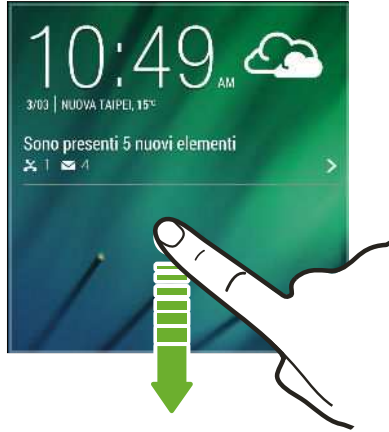 10:49 AM
3/03 | NUOVA TAIPEI, 15°
Sono presenti 5 nuovi elementi
1 4